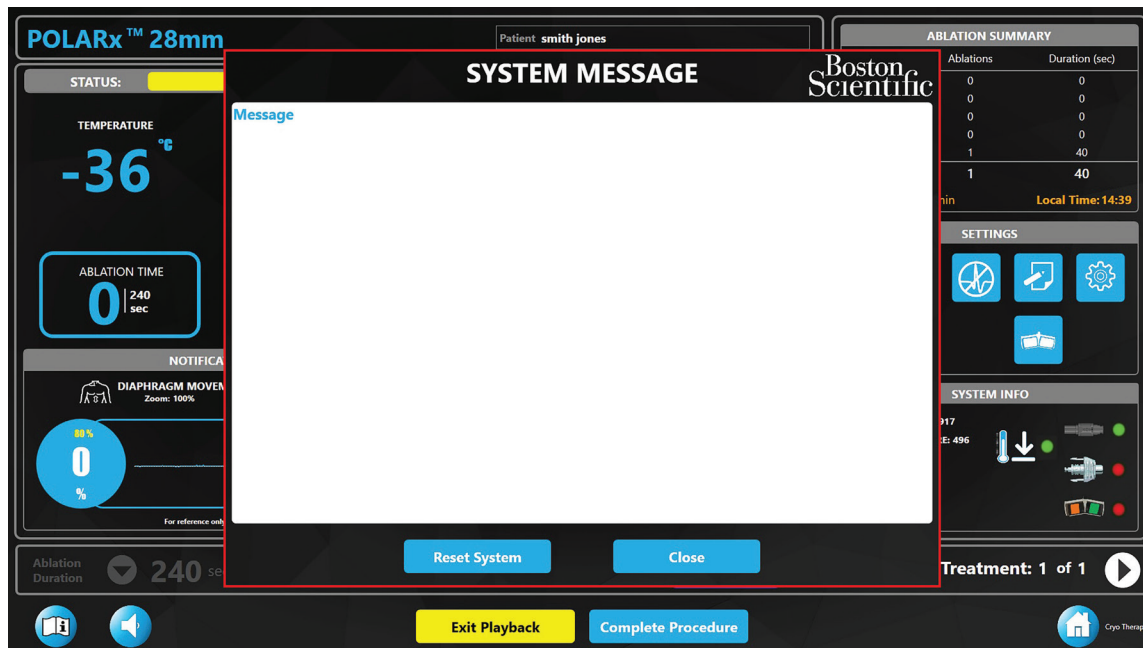 POLARx™ 28mm
Patient smith jones
STATUS:
TEMPERATURE
-36 °C
ABLATION TIME
0 240
sec
NOTIFICA
DIAPHRAGM MOVEM
Zoom: 100%
80 %
0
%
For reference only
SYSTEM MESSAGE
Boston
Scientific
Message
Reset System
Close
ABLATION SUMMARY
Ablations Duration (sec)
0 0
0 0
0 0
0 0
1 40
1 40
min Local Time: 14:39
SETTINGS
SYSTEM INFO
917
RE: 496
Ablation
Duration
240 se
Treatment: 1 of 1
Exit Playback
Complete Procedure
Cryo Therap